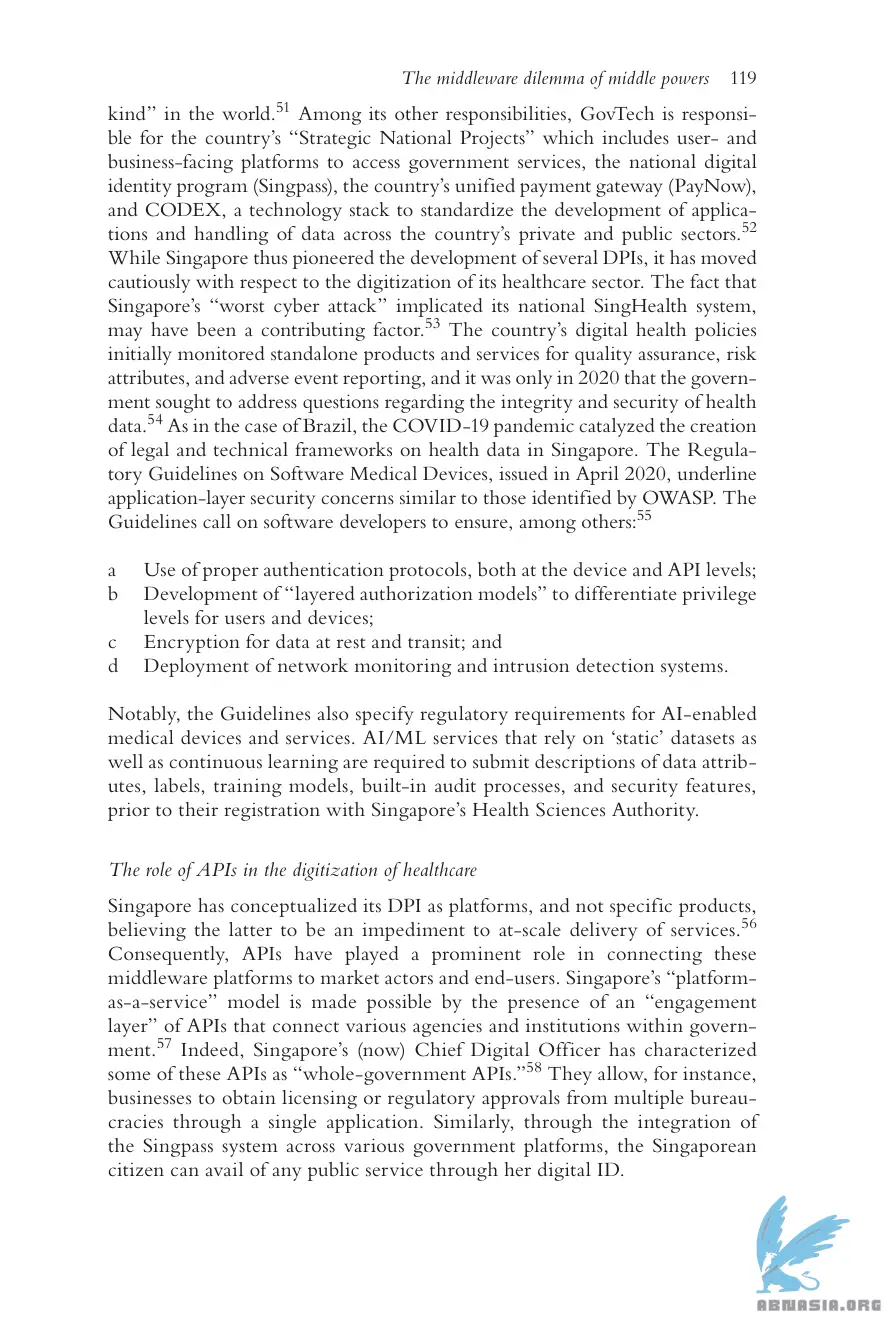 The middleware dilemma of middle powers 119
kind” in the world.51 Among its other responsibilities, GovTech is responsi-
ble for the country’s “Strategic National Projects” which includes user- and
business-facing platforms to access government services, the national digital
identity program (Singpass), the country’s unified payment gateway (PayNow),
and CODEX, a technology stack to standardize the development of applica-
tions and handling of data across the country’s private and public sectors.52
While Singapore thus pioneered the development of several DPIs, it has moved
cautiously with respect to the digitization of its healthcare sector. The fact that
Singapore’s “worst cyber attack” implicated its national SingHealth system,
may have been a contributing factor.53 The country’s digital health policies
initially monitored standalone products and services for quality assurance, risk
attributes, and adverse event reporting, and it was only in 2020 that the govern-
ment sought to address questions regarding the integrity and security of health
data.54 As in the case of Brazil, the COVID-19 pandemic catalyzed the creation
of legal and technical frameworks on health data in Singapore. The Regula-
tory Guidelines on Software Medical Devices, issued in April 2020, underline
application-layer security concerns similar to those identified by OWASP. The
Guidelines call on software developers to ensure, among others:55
a Use of proper authentication protocols, both at the device and API levels;
b Development of “layered authorization models” to differentiate privilege
levels for users and devices;
c Encryption for data at rest and transit; and
d Deployment of network monitoring and intrusion detection systems.
Notably, the Guidelines also specify regulatory requirements for AI-enabled
medical devices and services. AI/ML services that rely on ‘static’ datasets as
well as continuous learning are required to submit descriptions of data attrib-
utes, labels, training models, built-in audit processes, and security features,
prior to their registration with Singapore’s Health Sciences Authority.
The role of APIs in the digitization of healthcare
Singapore has conceptualized its DPI as platforms, and not specific products,
believing the latter to be an impediment to at-scale delivery of services.56
Consequently, APIs have played a prominent role in connecting these
middleware platforms to market actors and end-users. Singapore’s “platform-
as-a-service” model is made possible by the presence of an “engagement
layer” of APIs that connect various agencies and institutions within govern-
ment.57 Indeed, Singapore’s (now) Chief Digital Officer has characterized
some of these APIs as “whole-government APIs.”58 They allow, for instance,
businesses to obtain licensing or regulatory approvals from multiple bureau-
cracies through a single application. Similarly, through the integration of
the Singpass system across various government platforms, the Singaporean
citizen can avail of any public service through her digital ID.
ABNASIA.ORG